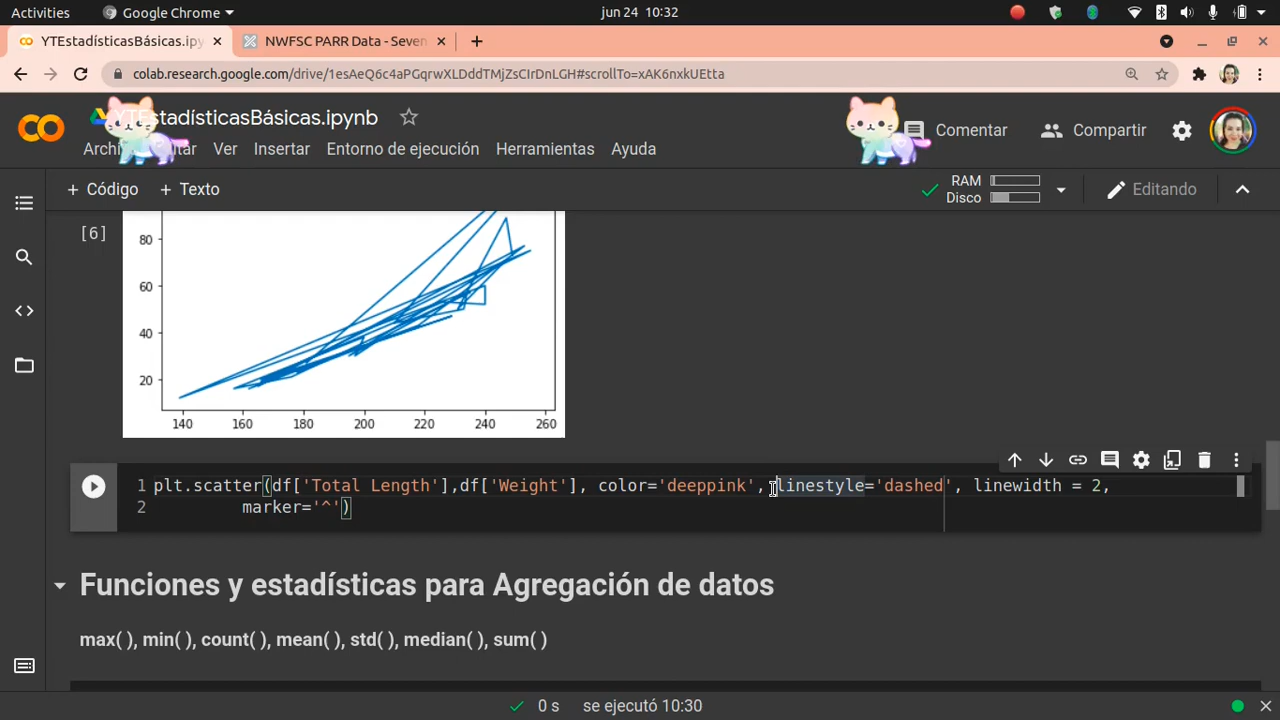 Activities
Google Chrome
jun 24 10:32
YTEstadísticasBásicas.ipy
NWFSC PARR Data - Seven
colab.research.google.com/drive/1esAeQ6c4aPGqrwXLDddTMjZsCIrDnLGH#scrollTo=xAK6nxkUEtta
YTEstadísticasBásicas.ipynb
Comentar
Compartir
Ver
Insertar
Entorno de ejecución
Herramientas
Ayuda
+ Código
+ Texto
RAM
Disco
Editando
[6]
80
60
40
20
140 160 180 200 220 240 260
1 plt.scatter(df['Total Length'],df['Weight'], color='deeppink', linestyle='dashed', linewidth = 2,
2 marker='^')
Funciones y estadísticas para Agregación de datos
max( ), min( ), count( ), mean( ), std( ), median( ), sum( )
0 s se ejecutó 10:30